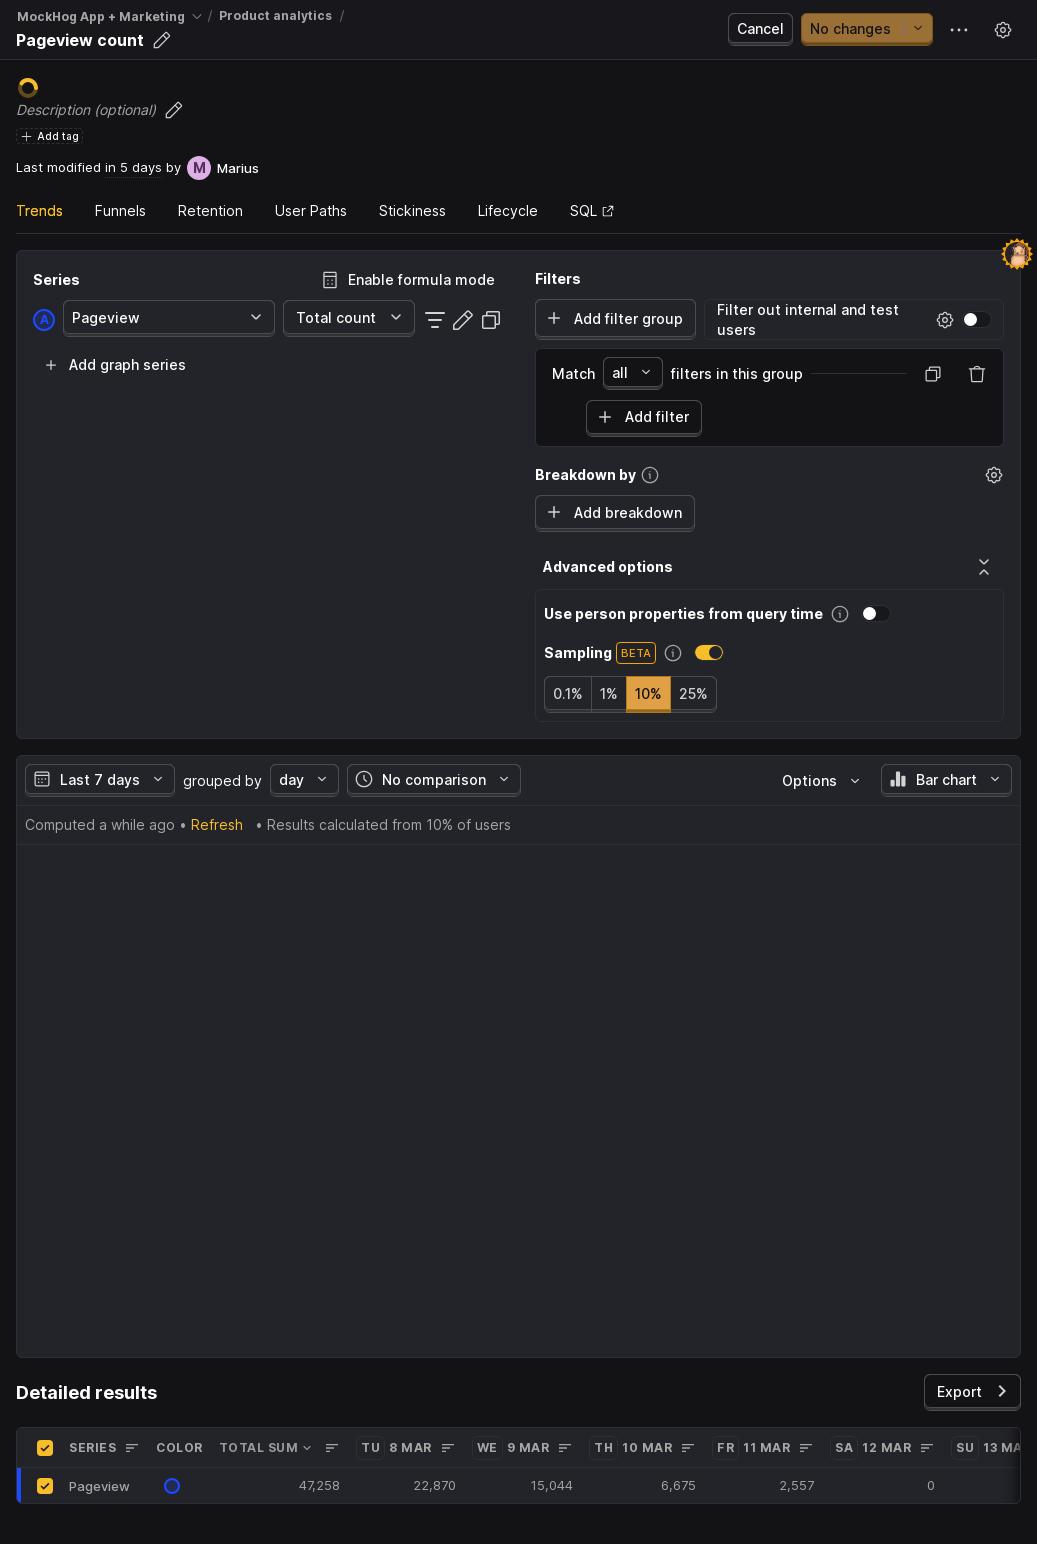 MockHog App + Marketing / Product analytics /
Pageview count
Cancel
No changes
Description (optional)
Add tag
Last modified in 5 days by M Marius
Trends Funnels Retention User Paths Stickiness Lifecycle SQL
Series
Enable formula mode
A Pageview Total count
Add graph series
Filters
Add filter group
Filter out internal and test
users
Match all filters in this group
Add filter
Breakdown by
Add breakdown
Advanced options
Use person properties from query time
Sampling BETA
0.1% 1% 10% 25%
Last 7 days grouped by day No comparison Options Bar chart
Computed a while ago • Refresh • Results calculated from 10% of users
Detailed results
Export
SERIES COLOR TOTAL SUM TU 8 MAR WE 9 MAR TH 10 MAR FR 11 MAR SA 12 MAR SU 13 MA
Pageview 47,258 22,870 15,044 6,675 2,557 0